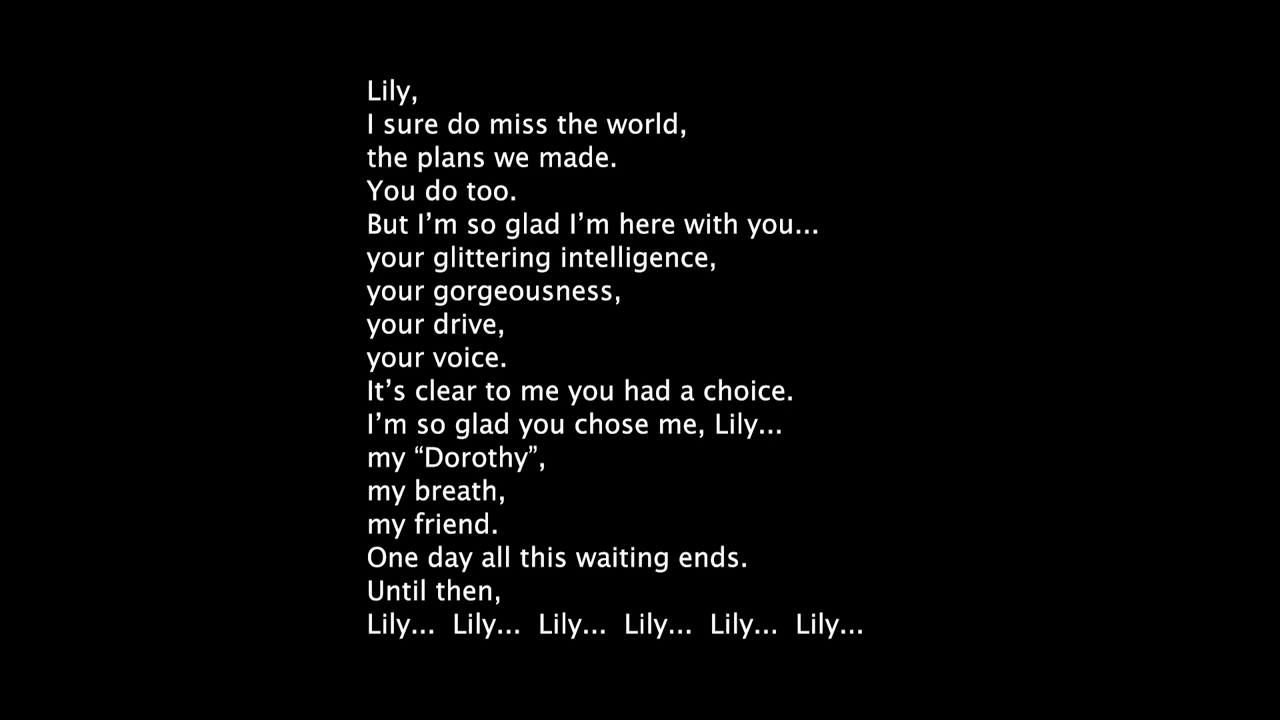 Lily,
I sure do miss the world,
the plans we made.
You do too.
But I’m so glad I’m here with you...
your glittering intelligence,
your gorgeousness,
your drive,
your voice.
It’s clear to me you had a choice.
I’m so glad you chose me, Lily...
my “Dorothy”,
my breath,
my friend.
One day all this waiting ends.
Until then,
Lily...  Lily...  Lily...  Lily...  Lily...  Lily...